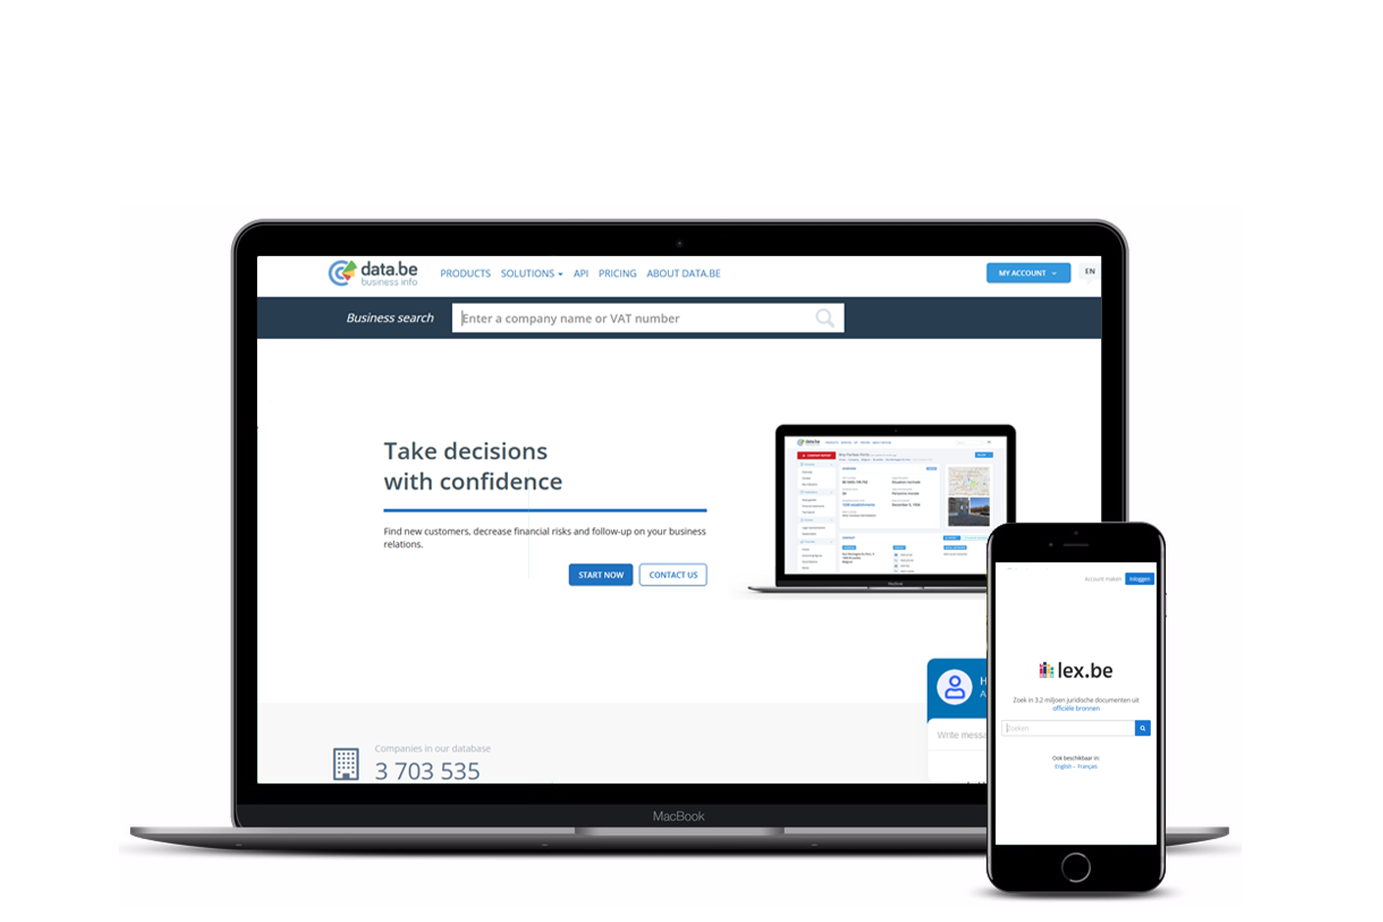 data.be
business info
PRODUCTS SOLUTIONS API PRICING ABOUT DATA.BE
MY ACCOUNT
EN
Business search
Enter a company name or VAT number
Take decisions
with confidence
Find new customers, decrease financial risks and follow-up on your business
relations.
START NOW
CONTACT US
H
A
Write messa
Companies in our database
3 703 535
MacBook
Account maken
Inloggen
lex.be
Zoek in 3.2 miljoen juridische documenten uit
officiële bronnen
Zoeken
Ook beschikbaar in:
English - Français